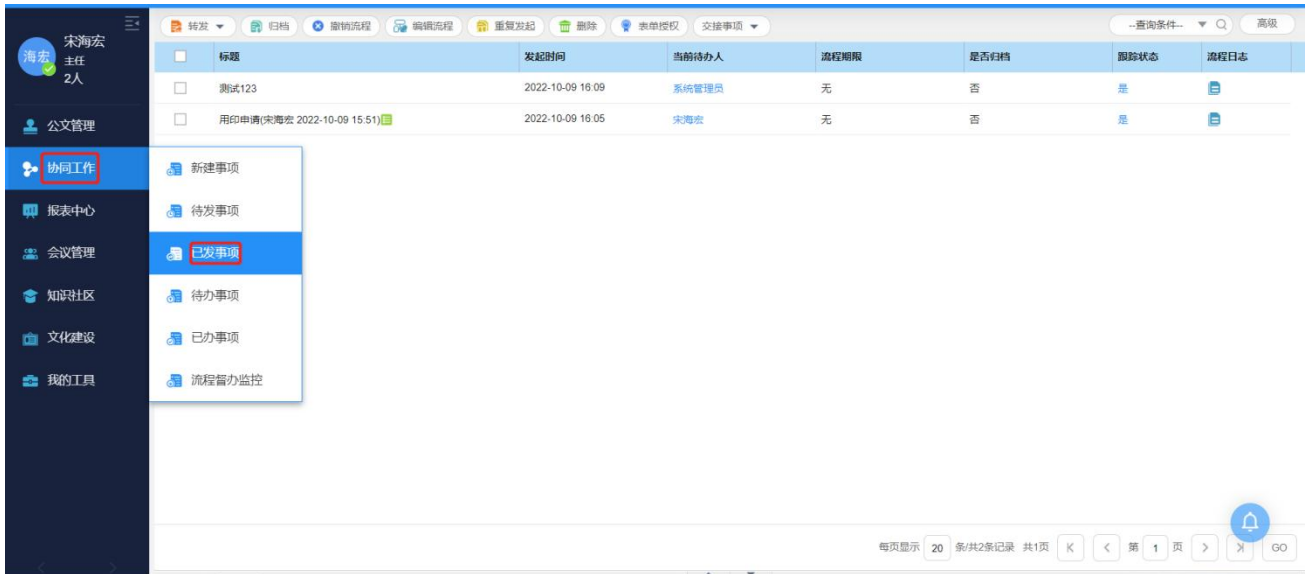 宋海宏
海宏
主任
2人
公文管理
协同工作
报表中心
会议管理
知识社区
文化建设
我的工具
转发 归档 撤销流程 编辑流程 重复发起 删除 表单授权 交接事项 --查询条件-- 高级
标题 发起时间 当前待办人 流程期限 是否归档 跟踪状态 流程日志
测试123 2022-10-09 16:09 系统管理员 无 否 是
用印申请(宋海宏 2022-10-09 15:51) 2022-10-09 16:05 宋海宏 无 否 是
新建事项
待发事项
已发事项
待办事项
已办事项
流程督办监控
每页显示 20 条/共2条记录 共1页 第 1 页 GO